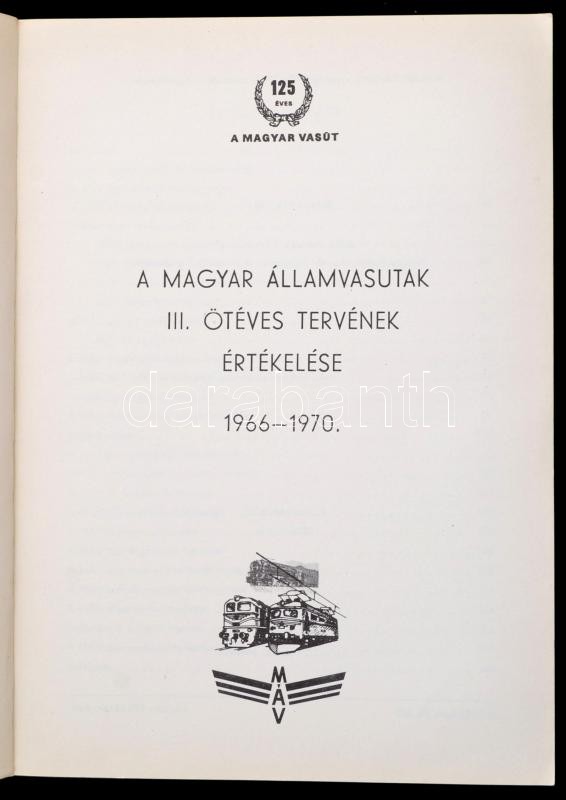 125
ÉVES
A MAGYAR VASÚT
A MAGYAR ÁLLAMVASUTAK
III. ÖTÉVES TERVÉNEK
ÉRTÉKELÉSE
darabanth
1966—1970.
MÁV